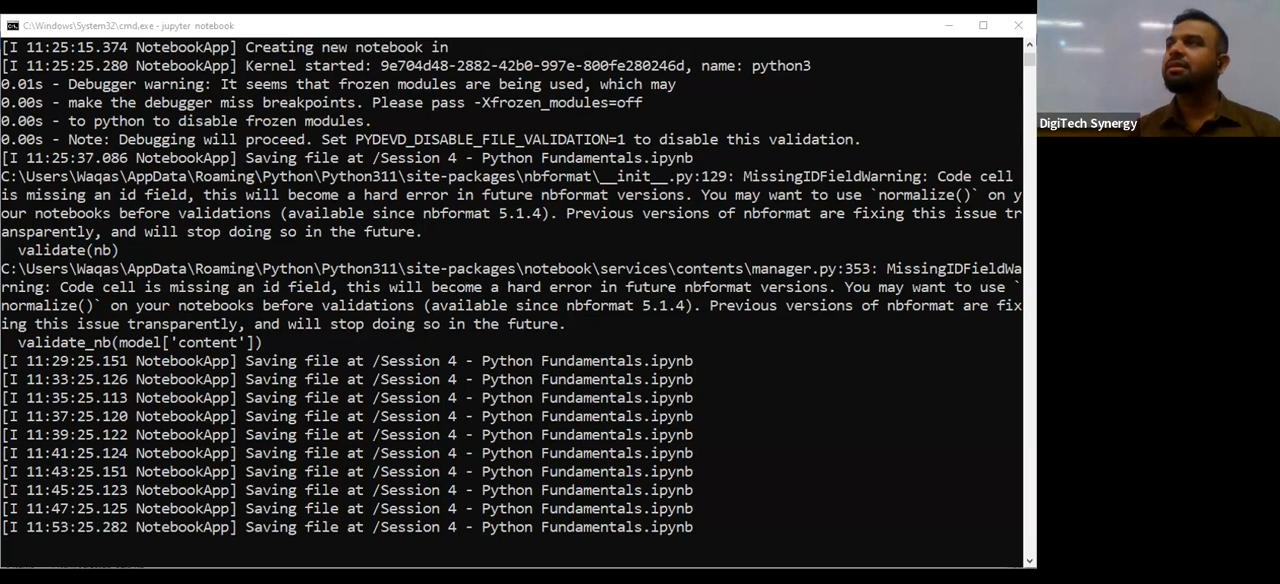 C:\Windows\System32\cmd.exe - jupyter notebook
[I 11:25:15.374 NotebookApp] Creating new notebook in
[I 11:25:25.280 NotebookApp] Kernel started: 9e704d48-2882-42b0-997e-800fe280246d, name: python3
0.01s - Debugger warning: It seems that frozen modules are being used, which may
0.00s - make the debugger miss breakpoints. Please pass -Xfrozen_modules=off
0.00s - to python to disable frozen modules.
0.00s - Note: Debugging will proceed. Set PYDEVD_DISABLE_FILE_VALIDATION=1 to disable this validation.
[I 11:25:37.086 NotebookApp] Saving file at /Session 4 - Python Fundamentals.ipynb
C:\Users\Waqas\AppData\Roaming\Python\Python311\site-packages\nbformat\__init__.py:129: MissingIDFieldWarning: Code cell
is missing an id field, this will become a hard error in future nbformat versions. You may want to use `normalize()` on y
our notebooks before validations (available since nbformat 5.1.4). Previous versions of nbformat are fixing this issue tr
ansparently, and will stop doing so in the future.
validate(nb)
C:\Users\Waqas\AppData\Roaming\Python\Python311\site-packages\notebook\services\contents\manager.py:353: MissingIDFieldWa
rning: Code cell is missing an id field, this will become a hard error in future nbformat versions. You may want to use `
normalize()` on your notebooks before validations (available since nbformat 5.1.4). Previous versions of nbformat are fix
ing this issue transparently, and will stop doing so in the future.
validate_nb(model['content'])
[I 11:29:25.151 NotebookApp] Saving file at /Session 4 - Python Fundamentals.ipynb
[I 11:33:25.126 NotebookApp] Saving file at /Session 4 - Python Fundamentals.ipynb
[I 11:35:25.113 NotebookApp] Saving file at /Session 4 - Python Fundamentals.ipynb
[I 11:37:25.120 NotebookApp] Saving file at /Session 4 - Python Fundamentals.ipynb
[I 11:39:25.122 NotebookApp] Saving file at /Session 4 - Python Fundamentals.ipynb
[I 11:41:25.124 NotebookApp] Saving file at /Session 4 - Python Fundamentals.ipynb
[I 11:43:25.151 NotebookApp] Saving file at /Session 4 - Python Fundamentals.ipynb
[I 11:45:25.123 NotebookApp] Saving file at /Session 4 - Python Fundamentals.ipynb
[I 11:47:25.125 NotebookApp] Saving file at /Session 4 - Python Fundamentals.ipynb
[I 11:53:25.282 NotebookApp] Saving file at /Session 4 - Python Fundamentals.ipynb
DigiTech Synergy